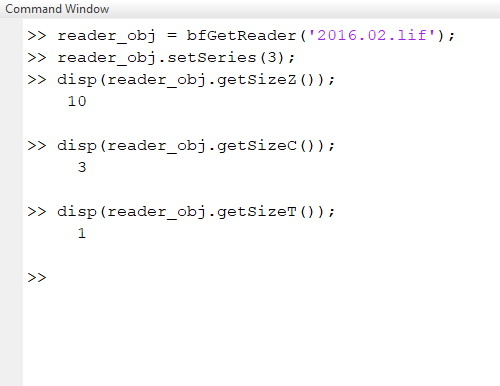 Command Window
>> reader_obj = bfGetReader('2016.02.lif');
>> reader_obj.setSeries(3);
>> disp(reader_obj.getSizeZ());
10
>> disp(reader_obj.getSizeC());
3
>> disp(reader_obj.getSizeT());
1
>>